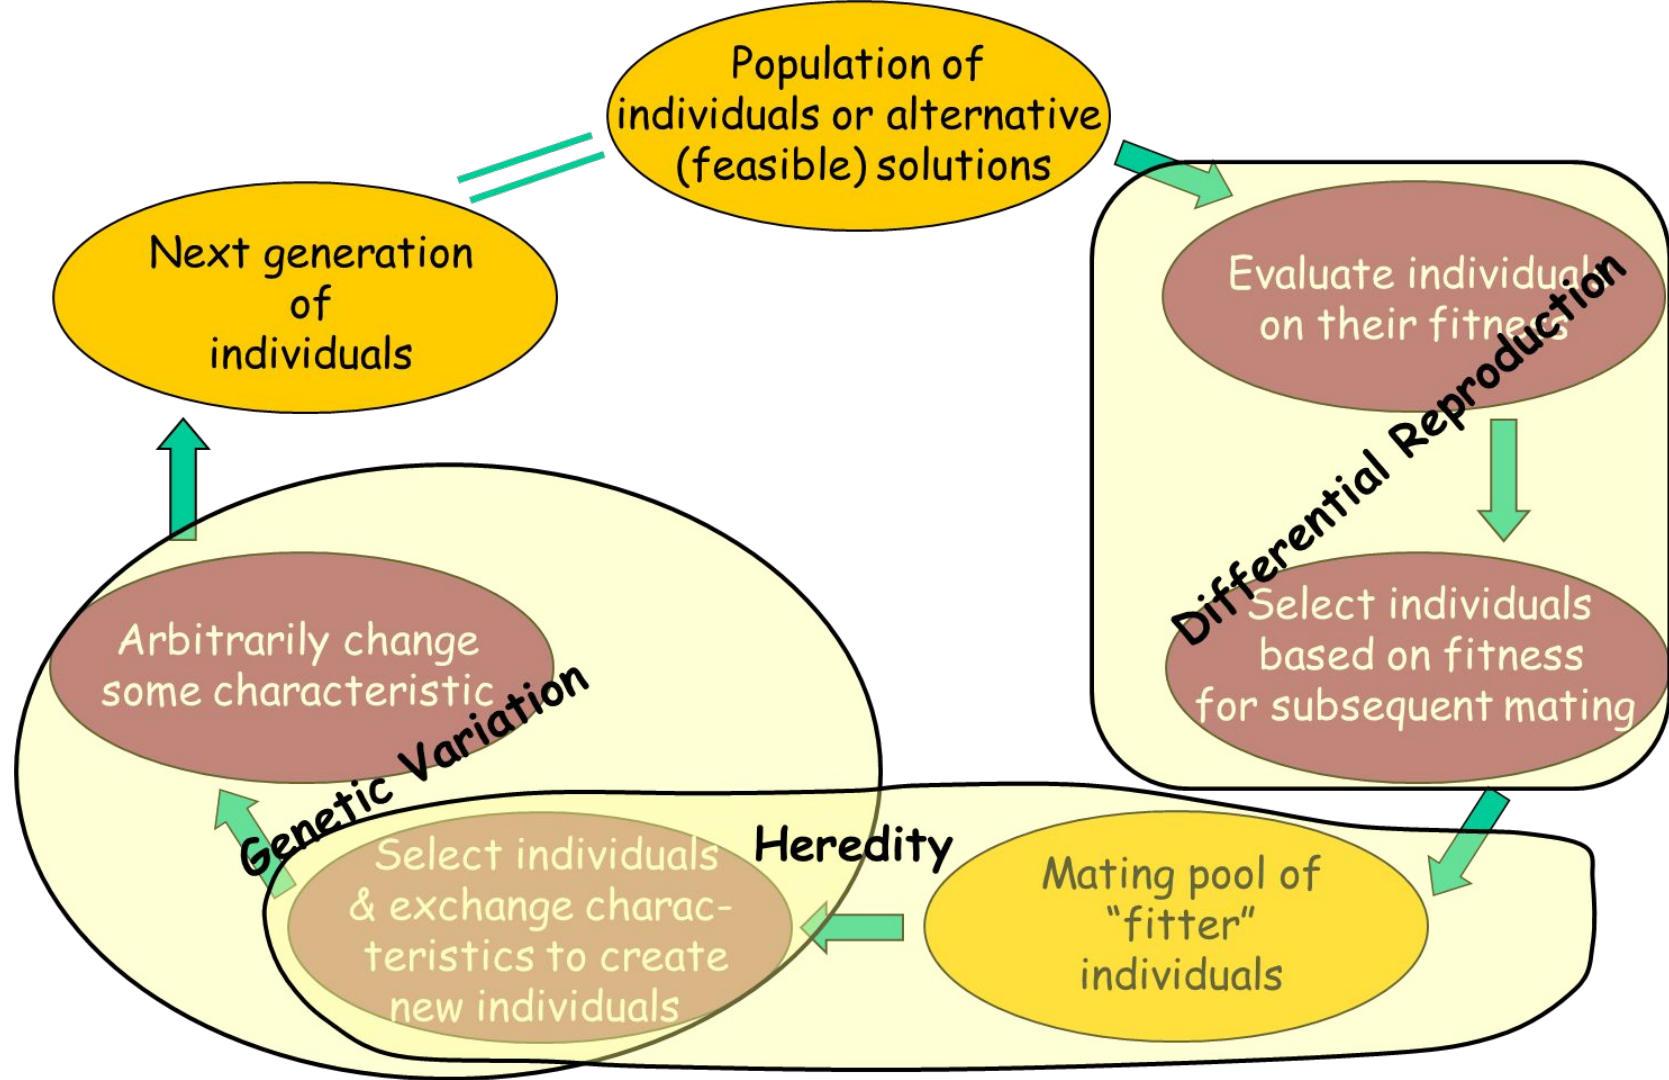 Population of
individuals or alternative
(feasible) solutions
Next generation
of
individuals
Evaluate individuals
on their fitness
Differential Reproduction
Select individuals
based on fitness
for subsequent mating
Arbitrarily change
some characteristic
Genetic Variation
Heredity
Select individuals
& exchange charac-
teristics to create
new individuals
Mating pool of
“fitter”
individuals